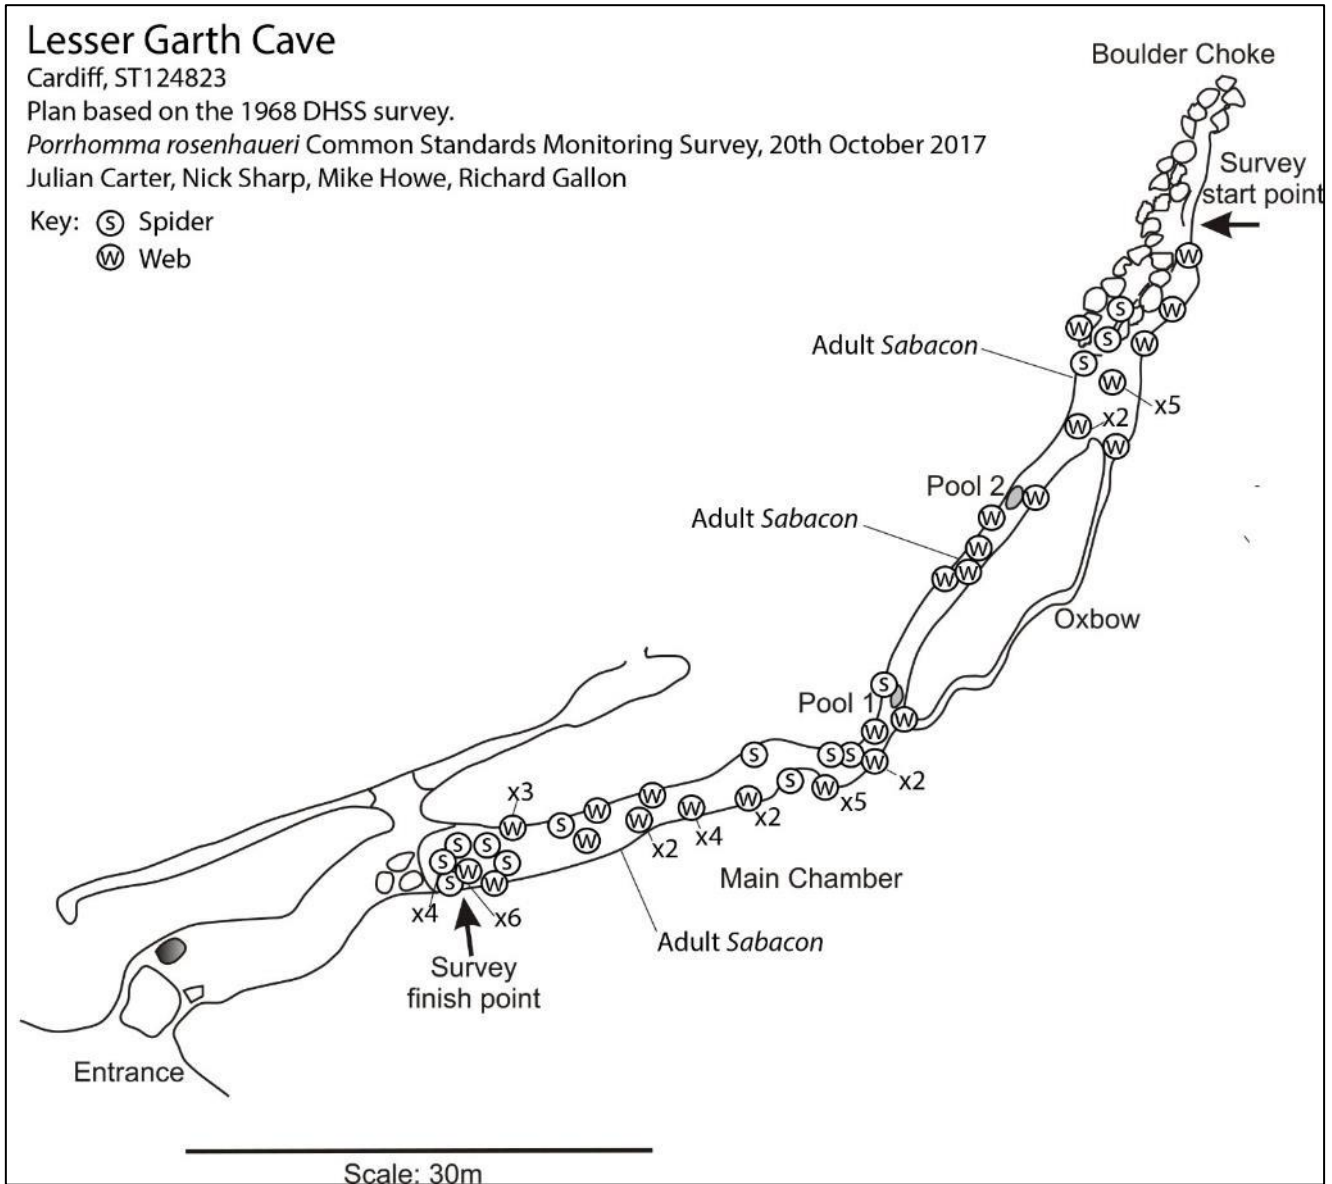 Lesser Garth Cave
Cardiff, ST124823
Plan based on the 1968 DHSS survey.
Porrhomma rosenhaueri Common Standards Monitoring Survey, 20th October 2017
Julian Carter, Nick Sharp, Mike Howe, Richard Gallon
Key: S Spider
W Web
Boulder Choke
Survey
start point
W
S
W
W
S
W
Adult Sabacon
S
W
x5
x2
W
W
Pool 2
W
W
Adult Sabacon
W
W
W
Oxbow
S
Pool 1
W
W
S
S
S
W
x2
S
W
x5
x3
W
W
x2
W
W
x4
S
W
W
x2
W
Main Chamber
S
S
S
S
W
S
W
x4
x6
Adult Sabacon
Survey
finish point
Entrance
Scale: 30m